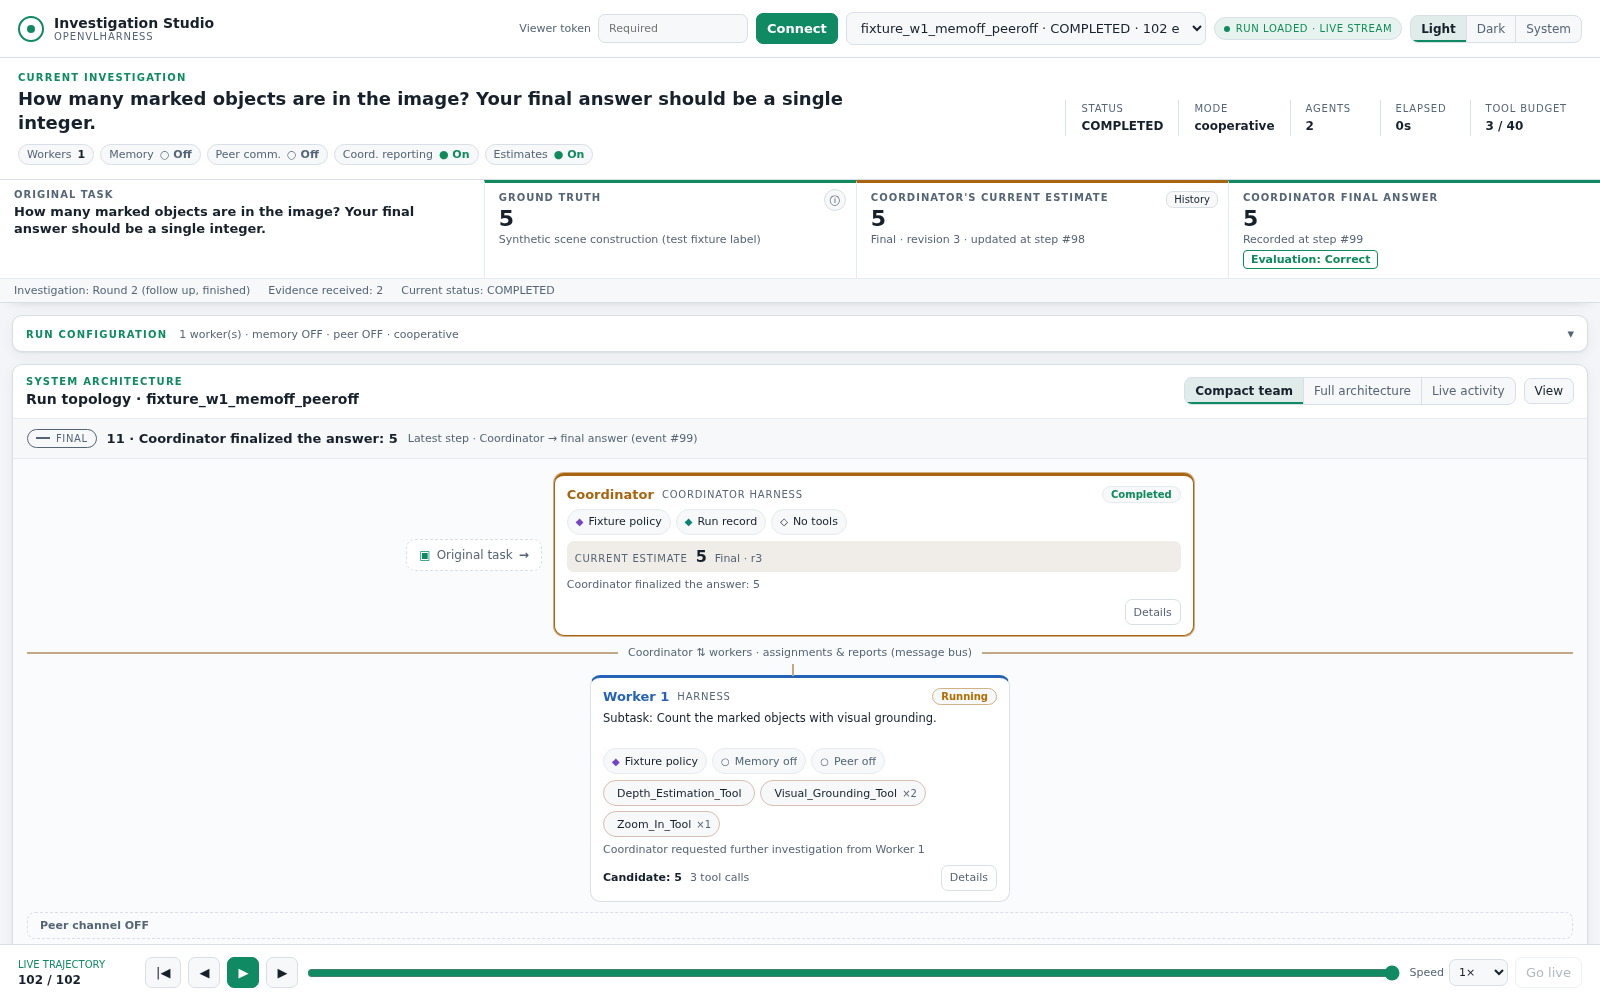 Investigation Studio
OPENVLHARNESS
Viewer token
Required
Connect
fixture_w1_memoff_peeroff · COMPLETED · 102 e
RUN LOADED · LIVE STREAM
Light
Dark
System
CURRENT INVESTIGATION
How many marked objects are in the image? Your final answer should be a single
integer.
Workers 1
Memory ○ Off
Peer comm. ○ Off
Coord. reporting ● On
Estimates ● On
STATUS
COMPLETED
MODE
cooperative
AGENTS
2
ELAPSED
0s
TOOL BUDGET
3 / 40
ORIGINAL TASK
How many marked objects are in the image? Your final
answer should be a single integer.
GROUND TRUTH
ⓘ
5
Synthetic scene construction (test fixture label)
COORDINATOR'S CURRENT ESTIMATE
History
5
Final · revision 3 · updated at step #98
COORDINATOR FINAL ANSWER
5
Recorded at step #99
Evaluation: Correct
Investigation: Round 2 (follow up, finished)
Evidence received: 2
Current status: COMPLETED
RUN CONFIGURATION
1 worker(s) · memory OFF · peer OFF · cooperative
SYSTEM ARCHITECTURE
Run topology · fixture_w1_memoff_peeroff
Compact team
Full architecture
Live activity
View
FINAL
11 · Coordinator finalized the answer: 5
Latest step · Coordinator → final answer (event #99)
Coordinator COORDINATOR HARNESS
Completed
◆ Fixture policy
◆ Run record
◇ No tools
Original task →
CURRENT ESTIMATE 5 Final · r3
Coordinator finalized the answer: 5
Details
Coordinator ⇅ workers · assignments & reports (message bus)
Worker 1 HARNESS
Running
Subtask: Count the marked objects with visual grounding.
◆ Fixture policy
○ Memory off
○ Peer off
Depth_Estimation_Tool
Visual_Grounding_Tool ×2
Zoom_In_Tool ×1
Coordinator requested further investigation from Worker 1
Candidate: 5 3 tool calls
Details
Peer channel OFF
LIVE TRAJECTORY
102 / 102
Speed
1×
Go live